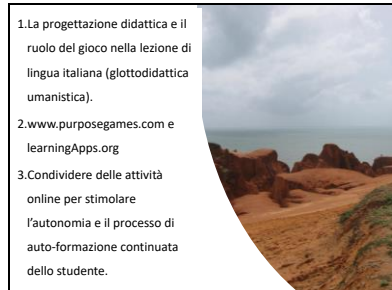 1.La progettazione didattica e il
ruolo del gioco nella lezione di
lingua italiana (glottodidattica
umanistica).
2.www.purposegames.com e
learningApps.org
3.Condividere delle attività
online per stimolare
l'autonomia e il processo di
auto-formazione continuata
dello studente.